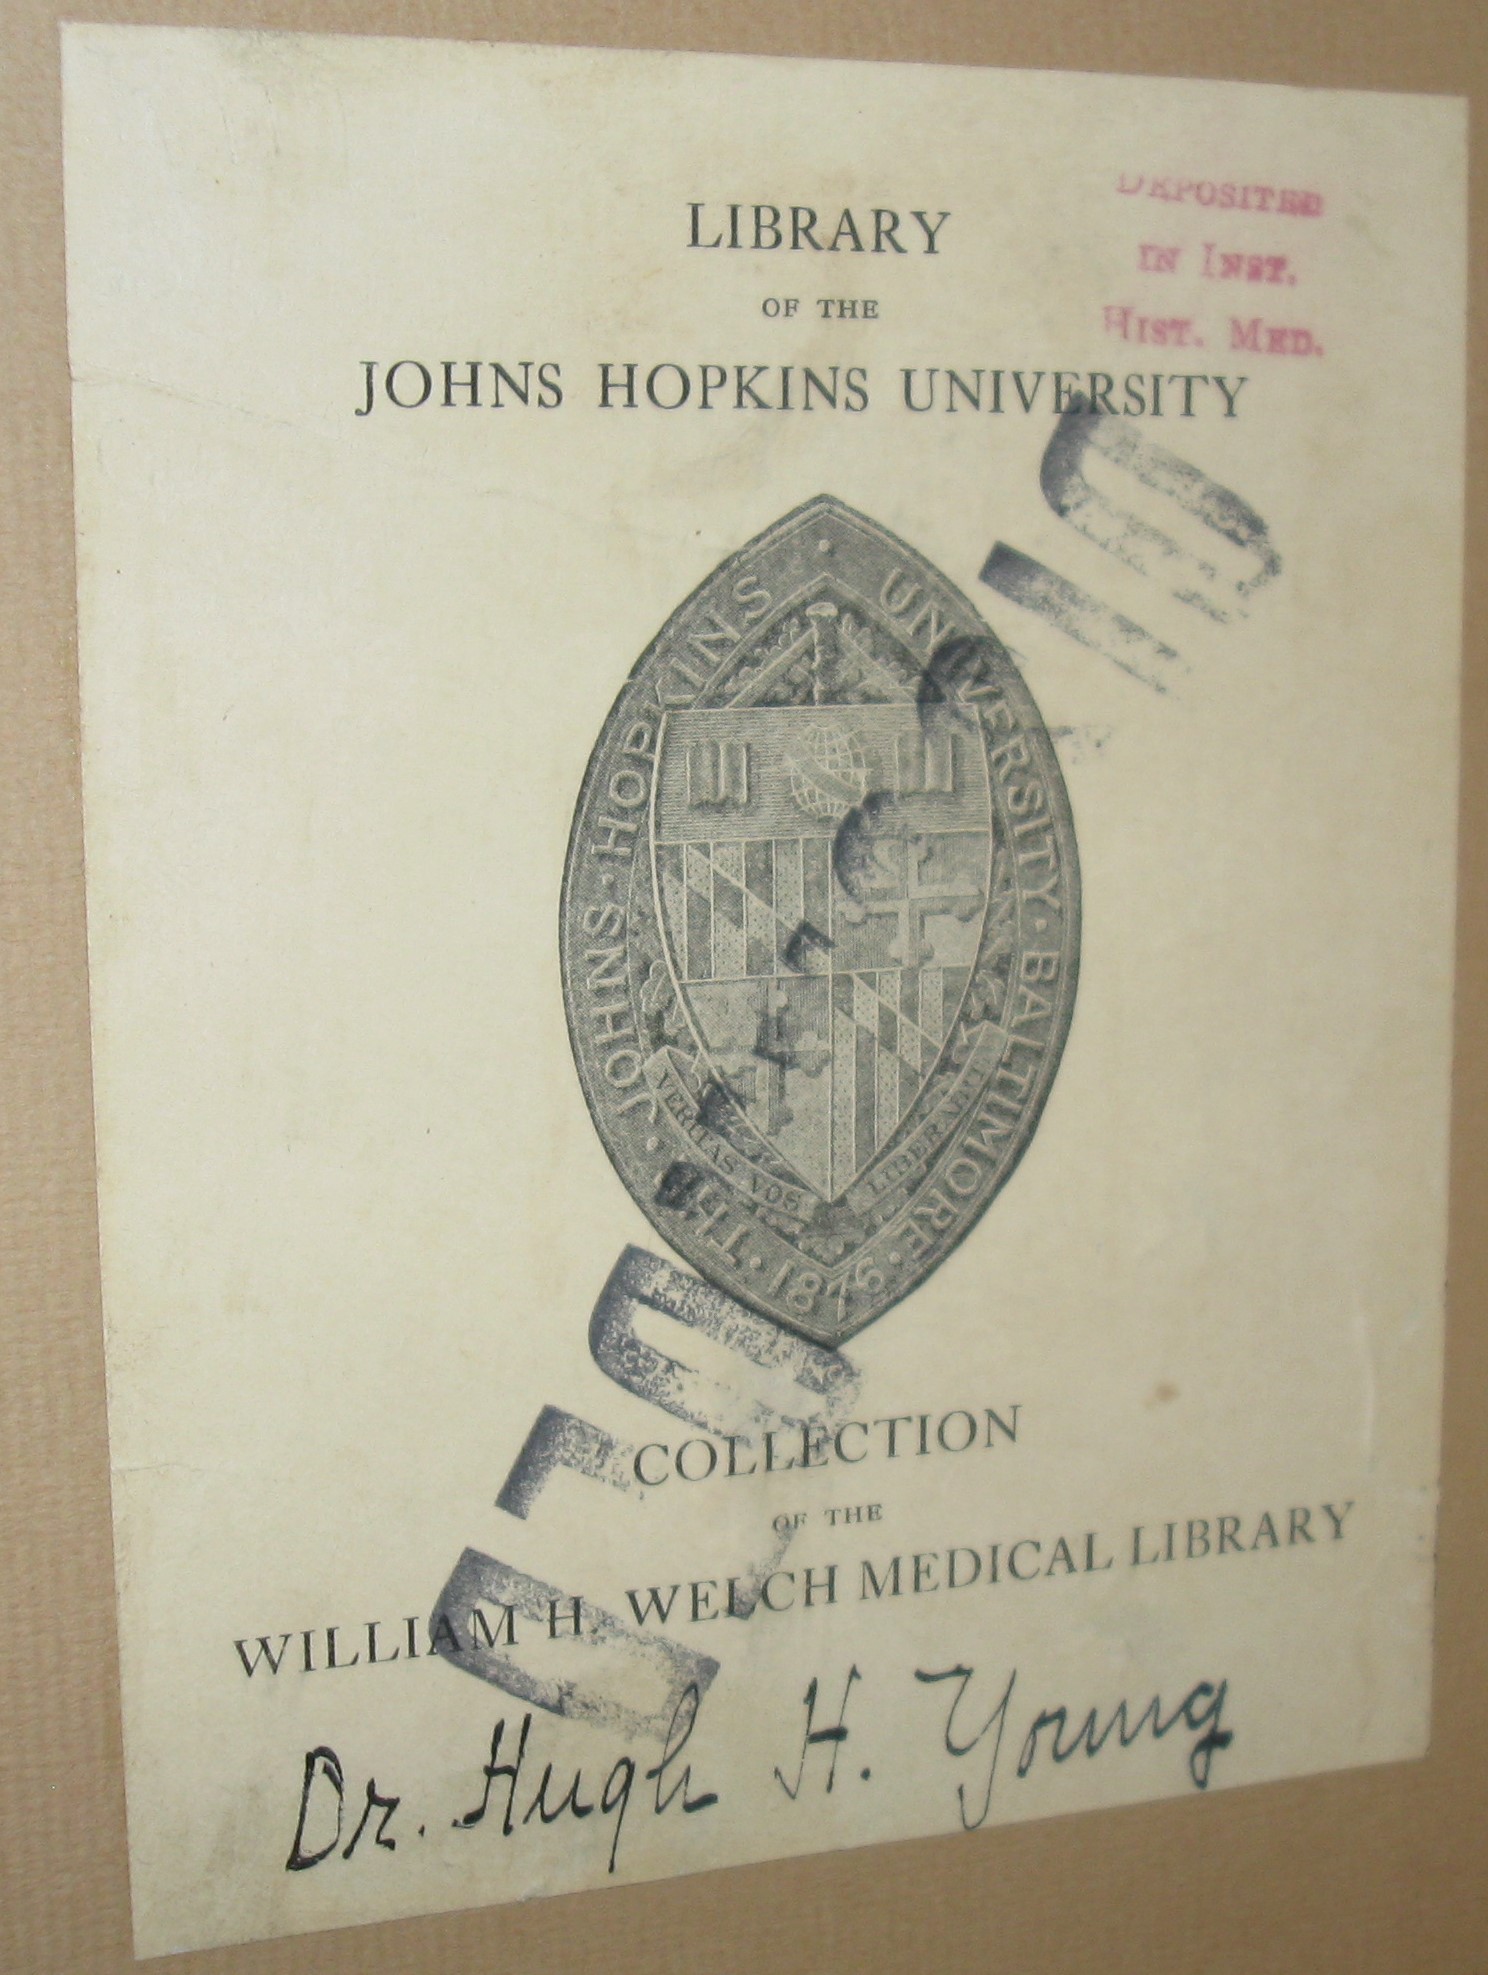 LIBRARY
OF THE
JOHNS HOPKINS UNIVERSITY
DEPOSITED
IN INST.
HIST. MED.
THE · JOHNS · HOPKINS · UNIVERSITY · BALTIMORE · 1876 ·
VERITAS VOS LIBERABIT
COLLECTION
OF THE
WILLIAM H. WELCH MEDICAL LIBRARY
Dr. Hugh H. Young